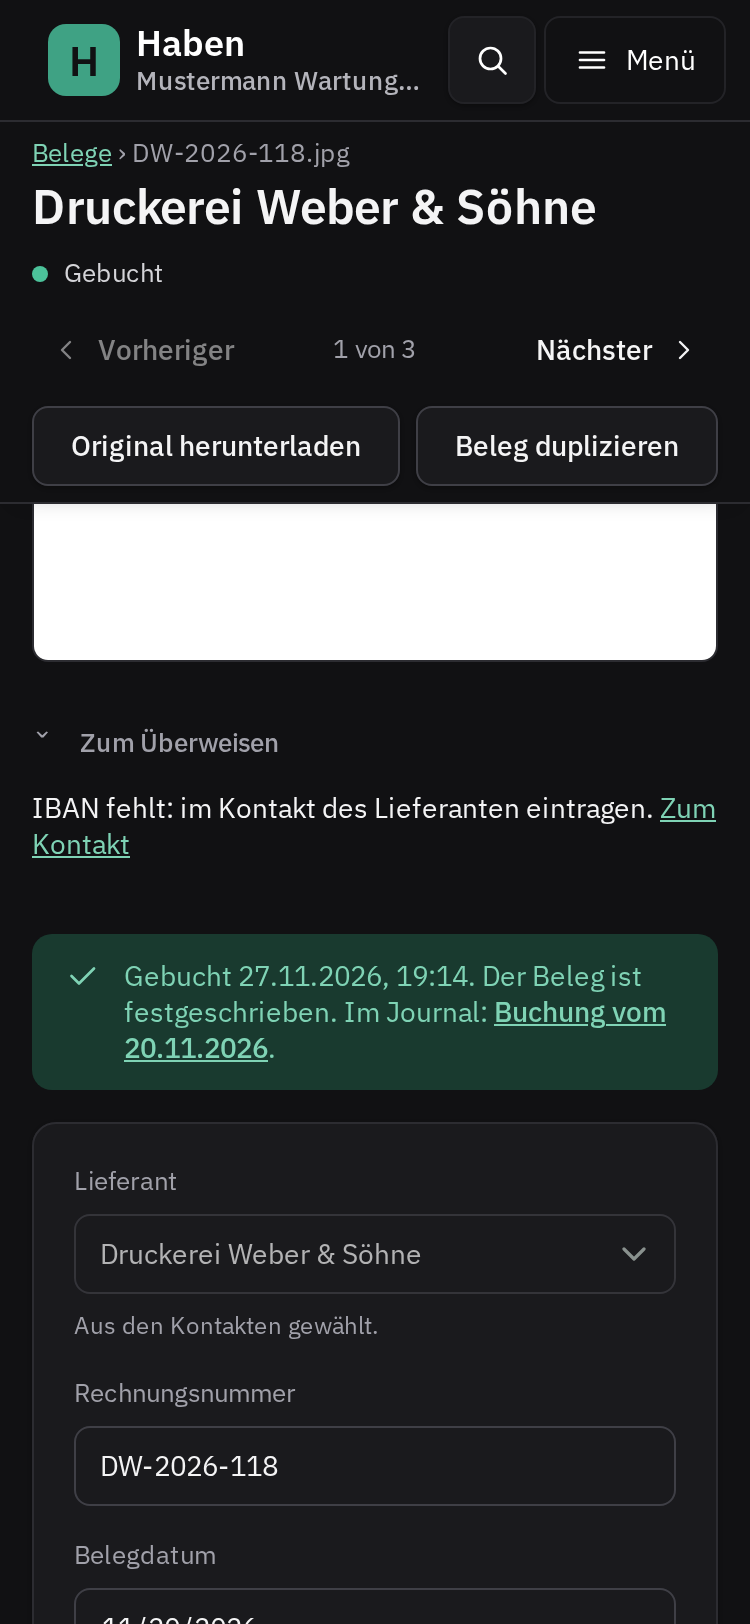 H
Haben
Mustermann Wartung...
Menü
Belege › DW-2026-118.jpg
Druckerei Weber & Söhne
Gebucht
Vorheriger
1 von 3
Nächster
Original herunterladen
Beleg duplizieren
Zum Überweisen
IBAN fehlt: im Kontakt des Lieferanten eintragen. Zum
Kontakt
Gebucht 27.11.2026, 19:14. Der Beleg ist
festgeschrieben. Im Journal: Buchung vom
20.11.2026.
Lieferant
Druckerei Weber & Söhne
Aus den Kontakten gewählt.
Rechnungsnummer
DW-2026-118
Belegdatum
11/20/2026